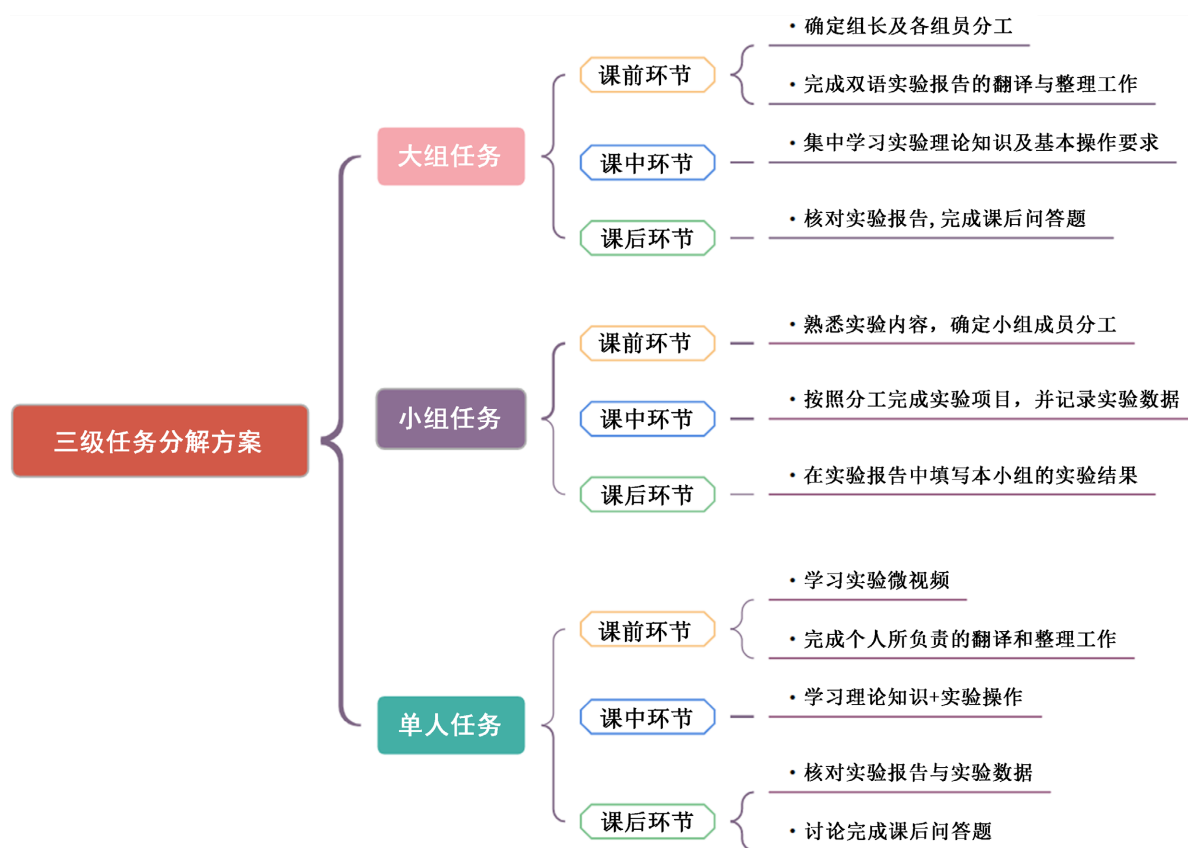 三级任务分解方案
大组任务
课前环节
• 确定组长及各组员分工
• 完成双语实验报告的翻译与整理工作
课中环节
• 集中学习实验理论知识及基本操作要求
课后环节
• 核对实验报告,完成课后问答题
小组任务
课前环节
• 熟悉实验内容，确定小组成员分工
课中环节
• 按照分工完成实验项目，并记录实验数据
课后环节
• 在实验报告中填写本小组的实验结果
单人任务
课前环节
• 学习实验微视频
• 完成个人所负责的翻译和整理工作
课中环节
• 学习理论知识+实验操作
课后环节
• 核对实验报告与实验数据
• 讨论完成课后问答题